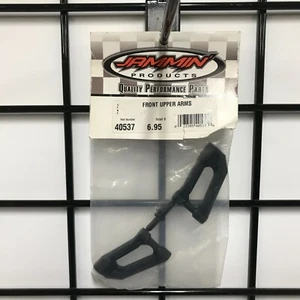 JAMMIN
PRODUCTS
QUALITY PERFORMANCE PARTS
FRONT UPPER ARMS
40537 6.95